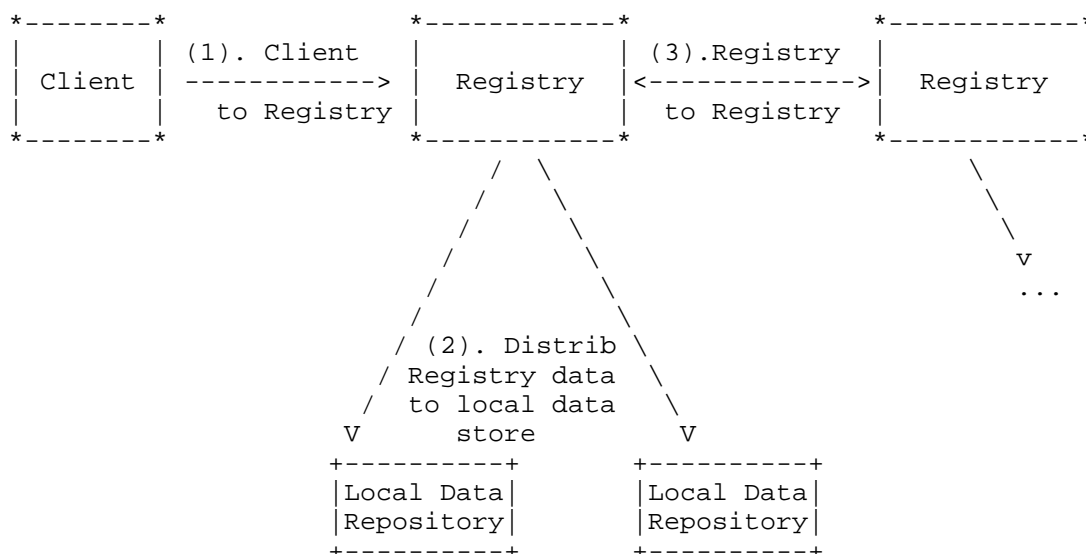 *--------*                *------------*                *------------*
|        | (1). Client    |            | (3).Registry   |            |
| Client | ------------>  |  Registry  |<-------------->|  Registry
|        |   to Registry  |            |  to Registry   |
*--------*                *------------*                *------------*
/ \ \
/ \ \
/ \ \
/ \ v
/ \ ...
/ \
/ (2). Distrib \
/ Registry data \
/ to local data \
V store V
+----------+ +----------+
|Local Data| |Local Data|
|Repository| |Repository|
+----------+ +----------+